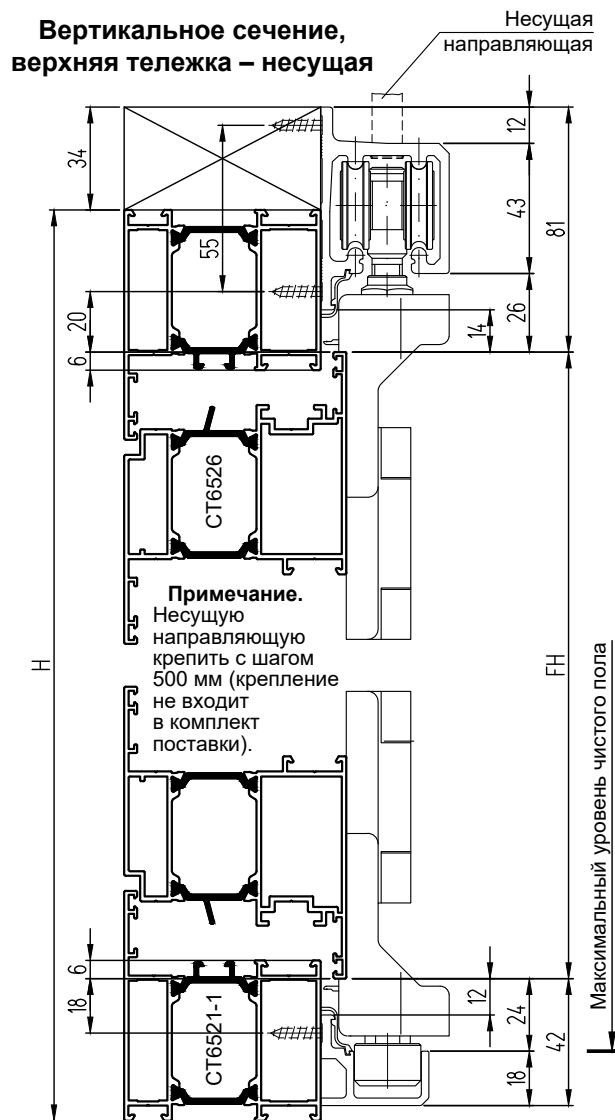 Вертикальное сечение,
верхняя тележка – несущая
Несущая
направляющая
12
34
43
81
55
20
26
14
6
СТ6526
Примечание.
Несущую
направляющую
крепить с шагом
500 мм (крепление
не входит
в комплект
поставки).
H
FH
Максимальный уровень чистого пола
6
18
СТ6521-1
12
24
42
18